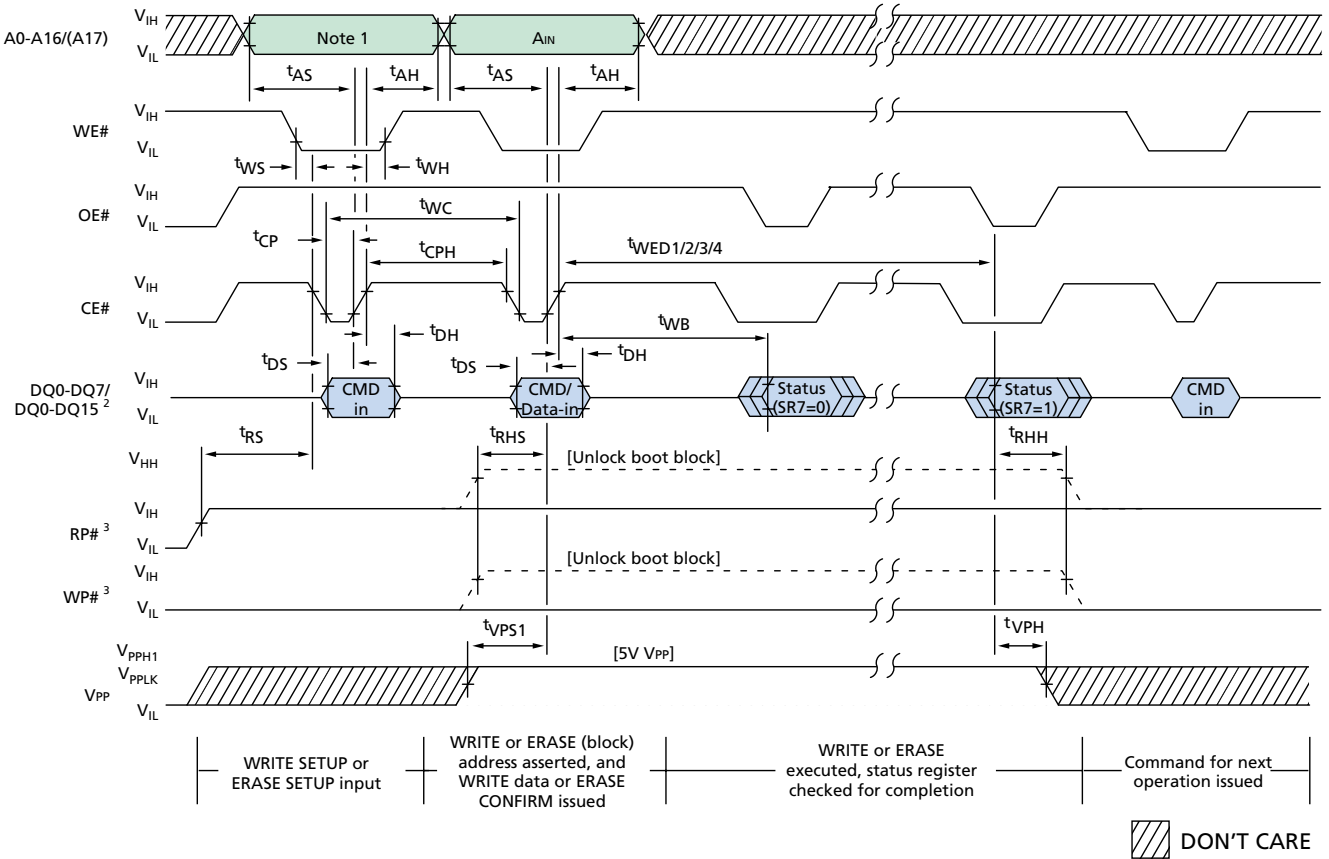 VIH
A0-A16/(A17)
Note 1
AIN
VIL
tAS
tAH
tAS
tAH
VIH
WE#
VIL
tWS
tWH
VIH
OE#
tWC
VIL
tCP
tCPH
tWED1/2/3/4
VIH
CE#
VIL
tWB
tDH
tDS
tDS
tDH
VIH
DQ0-DQ7/
DQ0-DQ15 2
CMD
in
CMD/
Data-in
Status
(SR7=0)
Status
(SR7=1)
CMD
in
VIL
tRS
tRHS
tRHH
VHH
[Unlock boot block]
VIH
RP# 3
VIL
[Unlock boot block]
VIH
WP# 3
VIL
tVPS1
tVPH
VPPH1
[5V VPP]
VPPLK
VPP
VIL
WRITE SETUP or
ERASE SETUP input
WRITE or ERASE (block)
address asserted, and
WRITE data or ERASE
CONFIRM issued
WRITE or ERASE
executed, status register
checked for completion
Command for next
operation issued
DON'T CARE